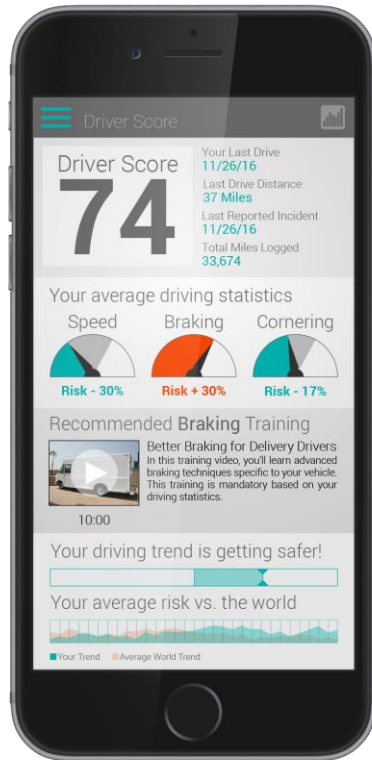 Driver Score
Driver Score
74
Your Last Drive
11/26/16
Last Drive Distance
37 Miles
Last Reported Incident
11/26/16
Total Miles Logged
33,674
Your average driving statistics
Speed
Braking
Cornering
Risk - 30%
Risk + 30%
Risk - 17%
Recommended Braking Training
Better Braking for Delivery Drivers
In this training video, you'll learn advanced
braking techniques specific to your vehicle.
This training is mandatory based on your
driving statistics.
10:00
Your driving trend is getting safer!
Your average risk vs. the world
Your Trend
Average World Trend